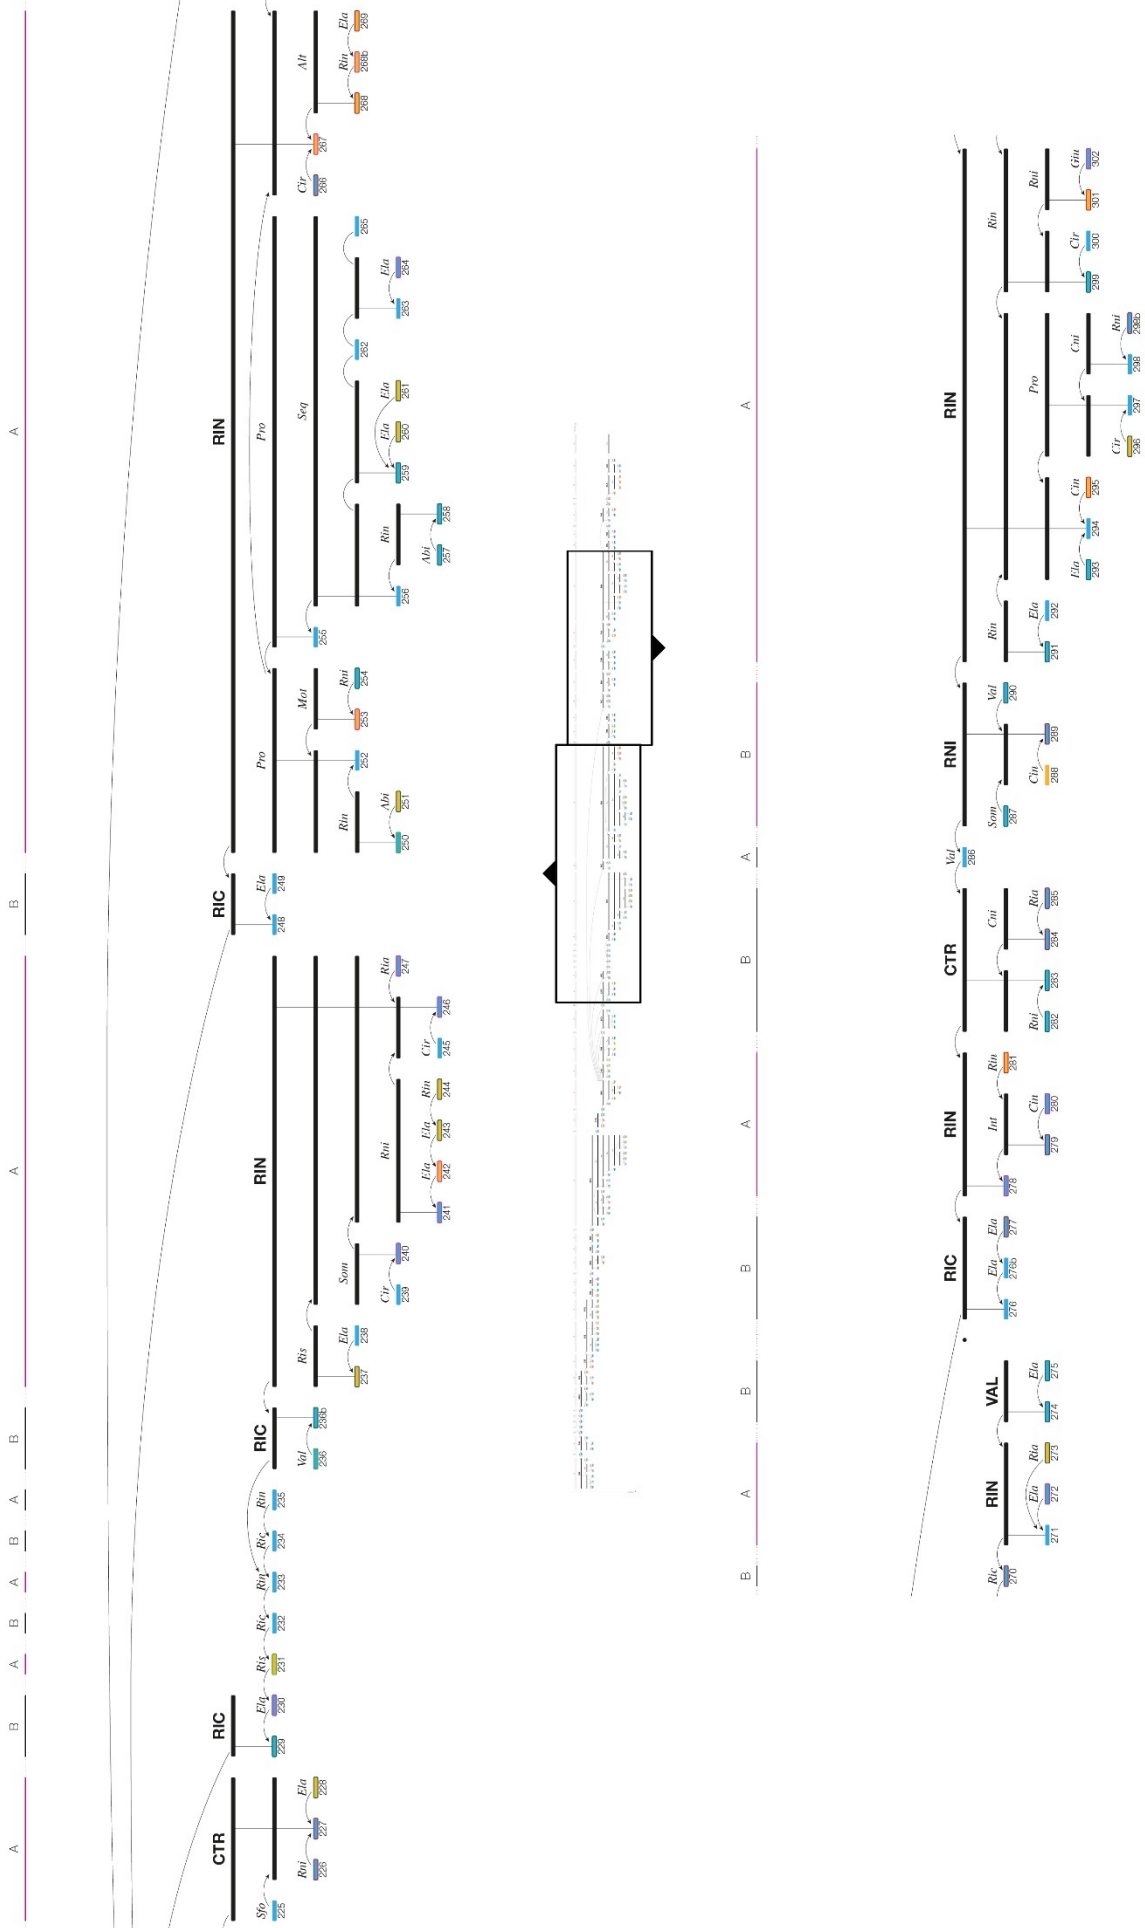 A B A B A B A B A B A
CTR RIC RIC RIN
Sfo Ela Ris Ric Rin Ric Rin RIC RIN Ela Pro Pro
225 229 230 231 232 233 234 235 248 249
Rni Ela Val Ris Mot Seq Cir Alt
226 227 228 236 236b 255 266 267
Ela Som Rin Rni Rin Ela
237 238 252 253 254 262 265 268 268b 269
Cir Rni Ria Abi Rin Ela Ela Ela
239 240 247 250 251 256 259 260 261 263 264
Ela Ela Rin Cir Abi
241 242 243 244 245 246 257 258
B A B B A B A B A
RIC RIN CTR Val RNI RIN
286
Ric RIN VAL Ela Ela Int Rin Cni Som Val Rin Rin
270 276 276b 277 278 281 287 290
Ela Ria Ela Cin Rni Ria Cin Ela Pro Rni
271 272 273 274 275 279 280 282 283 284 285 288 289 291 292
Ela Cin Cni Cir Giu
293 294 295 299 300 301 302
Cir Rni
296 297 298 298b